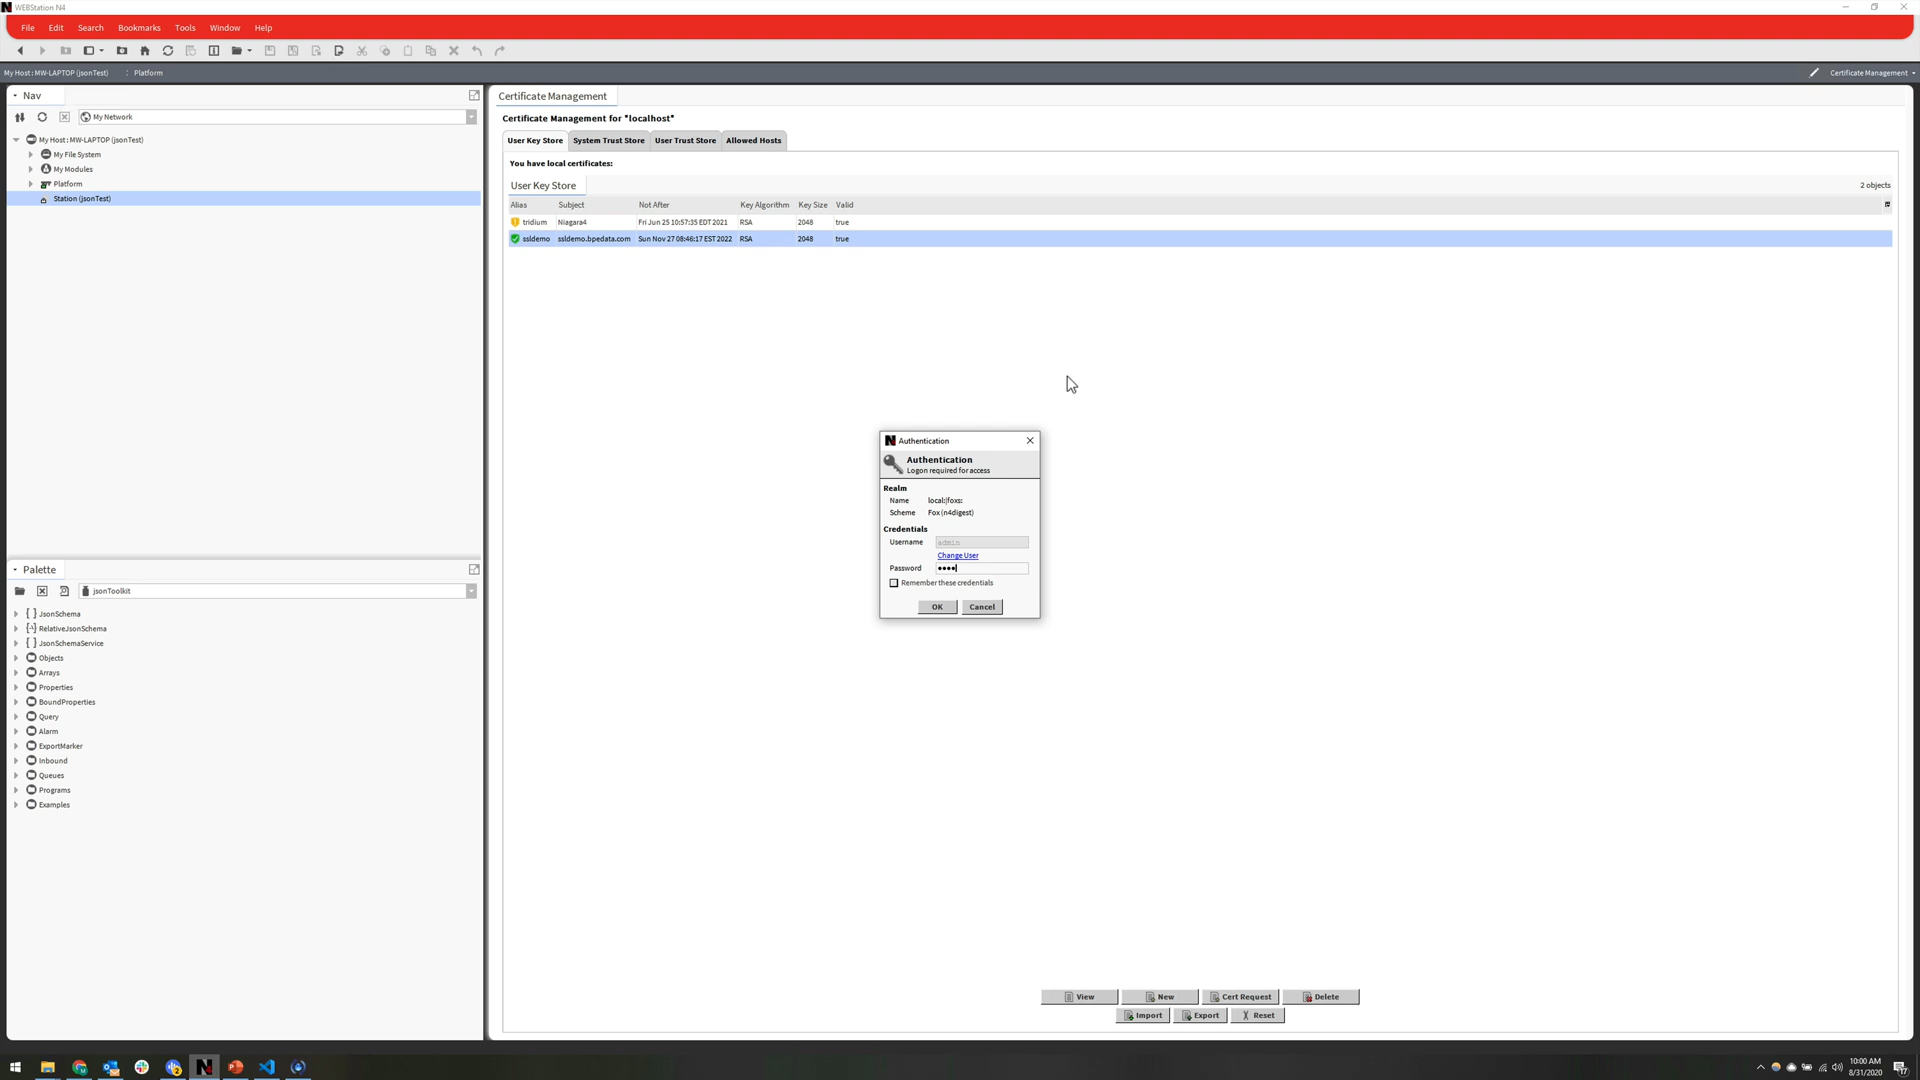 WEBStation N4
File Edit Search Bookmarks Tools Window Help
My Host : MW-LAPTOP (jsonTest) : Platform
Certificate Management
Nav
My Network
My Host : MW-LAPTOP (jsonTest)
My File System
My Modules
Platform
Station (jsonTest)
Palette
jsonToolkit
JsonSchema
RelativeJsonSchema
JsonSchemaService
Objects
Arrays
Properties
BoundProperties
Query
Alarm
ExportMarker
Inbound
Queues
Programs
Examples
Certificate Management
Certificate Management for "localhost"
User Key Store System Trust Store User Trust Store Allowed Hosts
You have local certificates:
User Key Store 2 objects
Alias Subject Not After Key Algorithm Key Size Valid
tridium Niagara4 Fri Jun 25 10:57:35 EDT 2021 RSA 2048 true
ssldemo ssldemo.bpedata.com Sun Nov 27 08:46:17 EST 2022 RSA 2048 true
Authentication
Authentication
Logon required for access
Realm
Name local:|foxs:
Scheme Fox (n4digest)
Credentials
Username admin
Change User
Password ••••
Remember these credentials
OK Cancel
View New Cert Request Delete
Import Export Reset
10:00 AM
8/31/2020